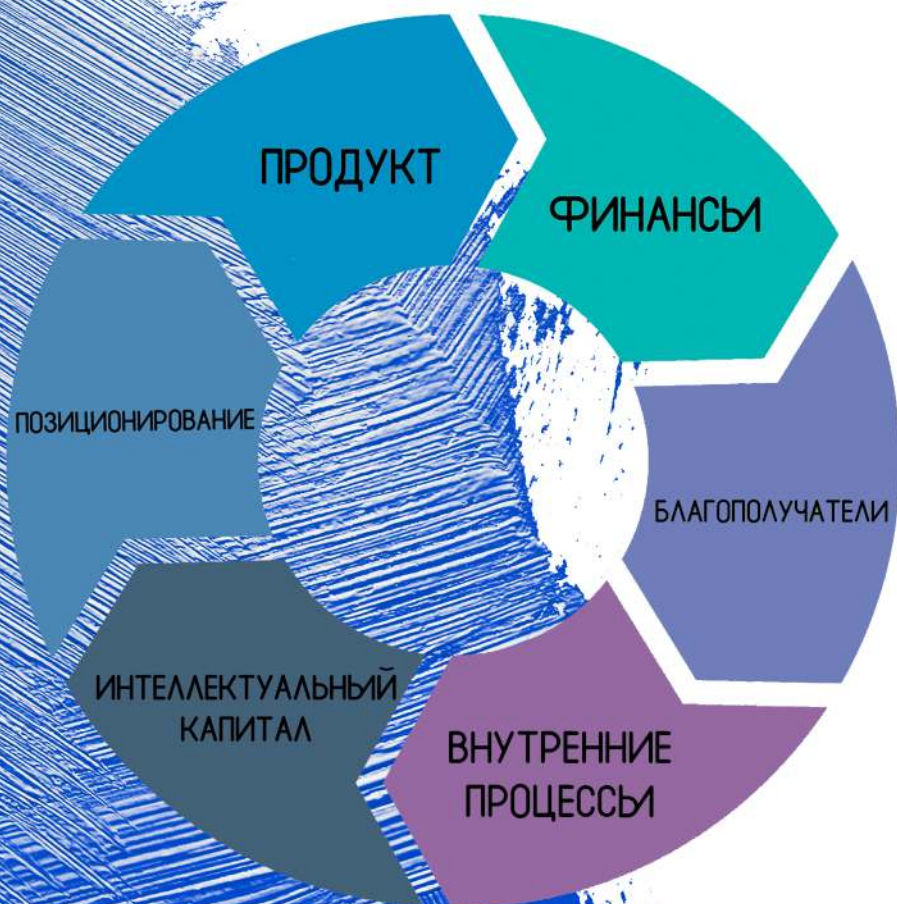 ПРОДУКТ
ФИНАНСЫ
БЛАГОПОЛУЧАТЕЛИ
ВНУТРЕННИЕ
ПРОЦЕССЫ
ИНТЕЛЛЕКТУАЛЬНЫЙ
КАПИТАЛ
ПОЗИЦИОНИРОВАНИЕ